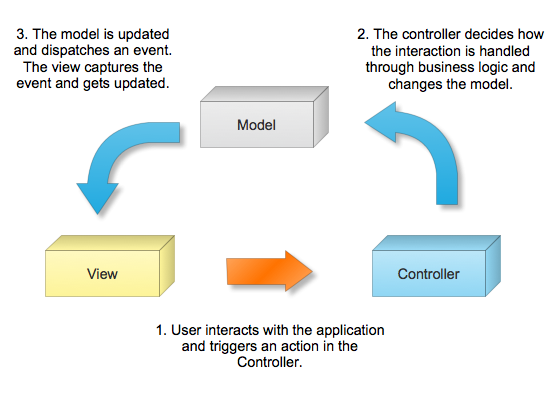 3. The model is updated
and dispatches an event.
The view captures the
event and gets updated.
2. The controller decides how
the interaction is handled
through business logic and
changes the model.
Model
View
Controller
1. User interacts with the application
and triggers an action in the
Controller.